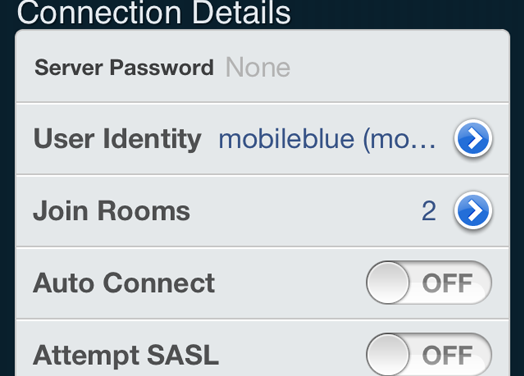 Connection Details
Server Password None
User Identity mobileblue (mo...
Join Rooms 2
Auto Connect OFF
Attempt SASL OFF